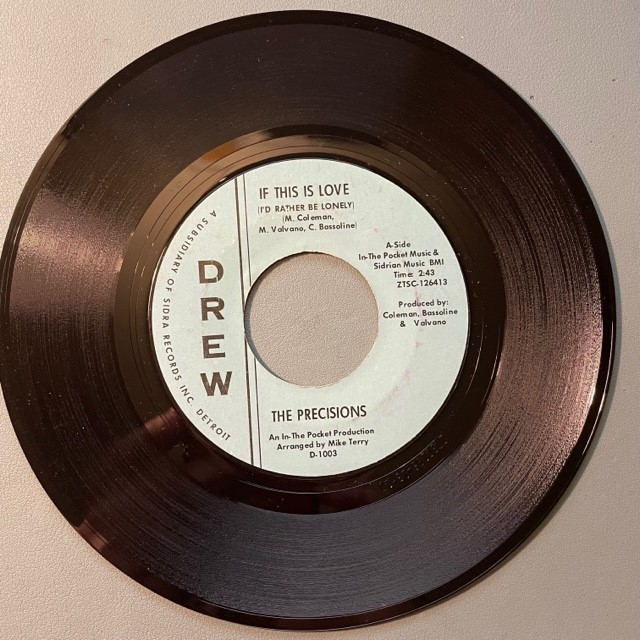 IF THIS IS LOVE
(I'D RATHER BE LONELY)
(M. Coleman,
M. Valvano, C. Bassoline)
A-Side
In-The Pocket Music &
Sidrian Music BMI
Time: 2:43
ZTSC-126413
Produced by:
Coleman, Bassoline
& Valvano
DREW
A SUBSIDIARY OF SIDRA RECORDS INC. DETROIT
THE PRECISIONS
An In-The Pocket Production
Arranged by Mike Terry
D-1003